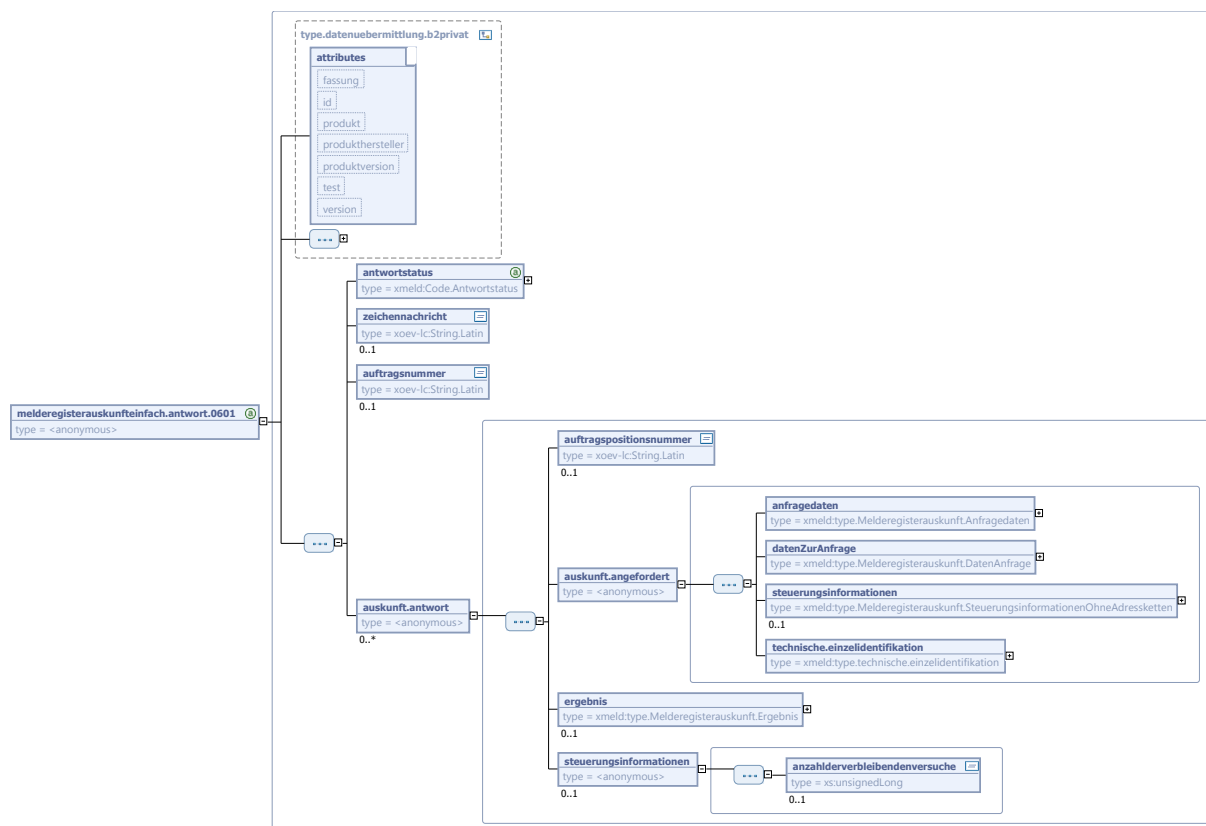 type.datenuebermittlung.b2privat
attributes
fassung
id
produkt
produkthersteller
produktversion
test
version
antwortstatus
type = xmeld:Code.Antwortstatus
zeichennachricht
type = xoev-lc:String.Latin
0..1
auftragsnummer
type = xoev-lc:String.Latin
0..1
melderegisterauskunfteinfach.antwort.0601
type = <anonymous>
auftragspositionsnummer
type = xoev-lc:String.Latin
0..1
anfragedaten
type = xmeld:type.Melderegisterauskunft.Anfragedaten
datenZurAnfrage
type = xmeld:type.Melderegisterauskunft.DatenAnfrage
auskunft.angefordert
type = <anonymous>
steuerungsinformationen
type = xmeld:type.Melderegisterauskunft.SteuerungsinformationenOhneAdressketten
0..1
auskunft.antwort
type = <anonymous>
0..*
technische.einzelidentifikation
type = xmeld:type.technische.einzelidentifikation
ergebnis
type = xmeld:type.Melderegisterauskunft.Ergebnis
0..1
steuerungsinformationen
type = <anonymous>
0..1
anzahlderverbleibendenversuche
type = xs:unsignedLong
0..1